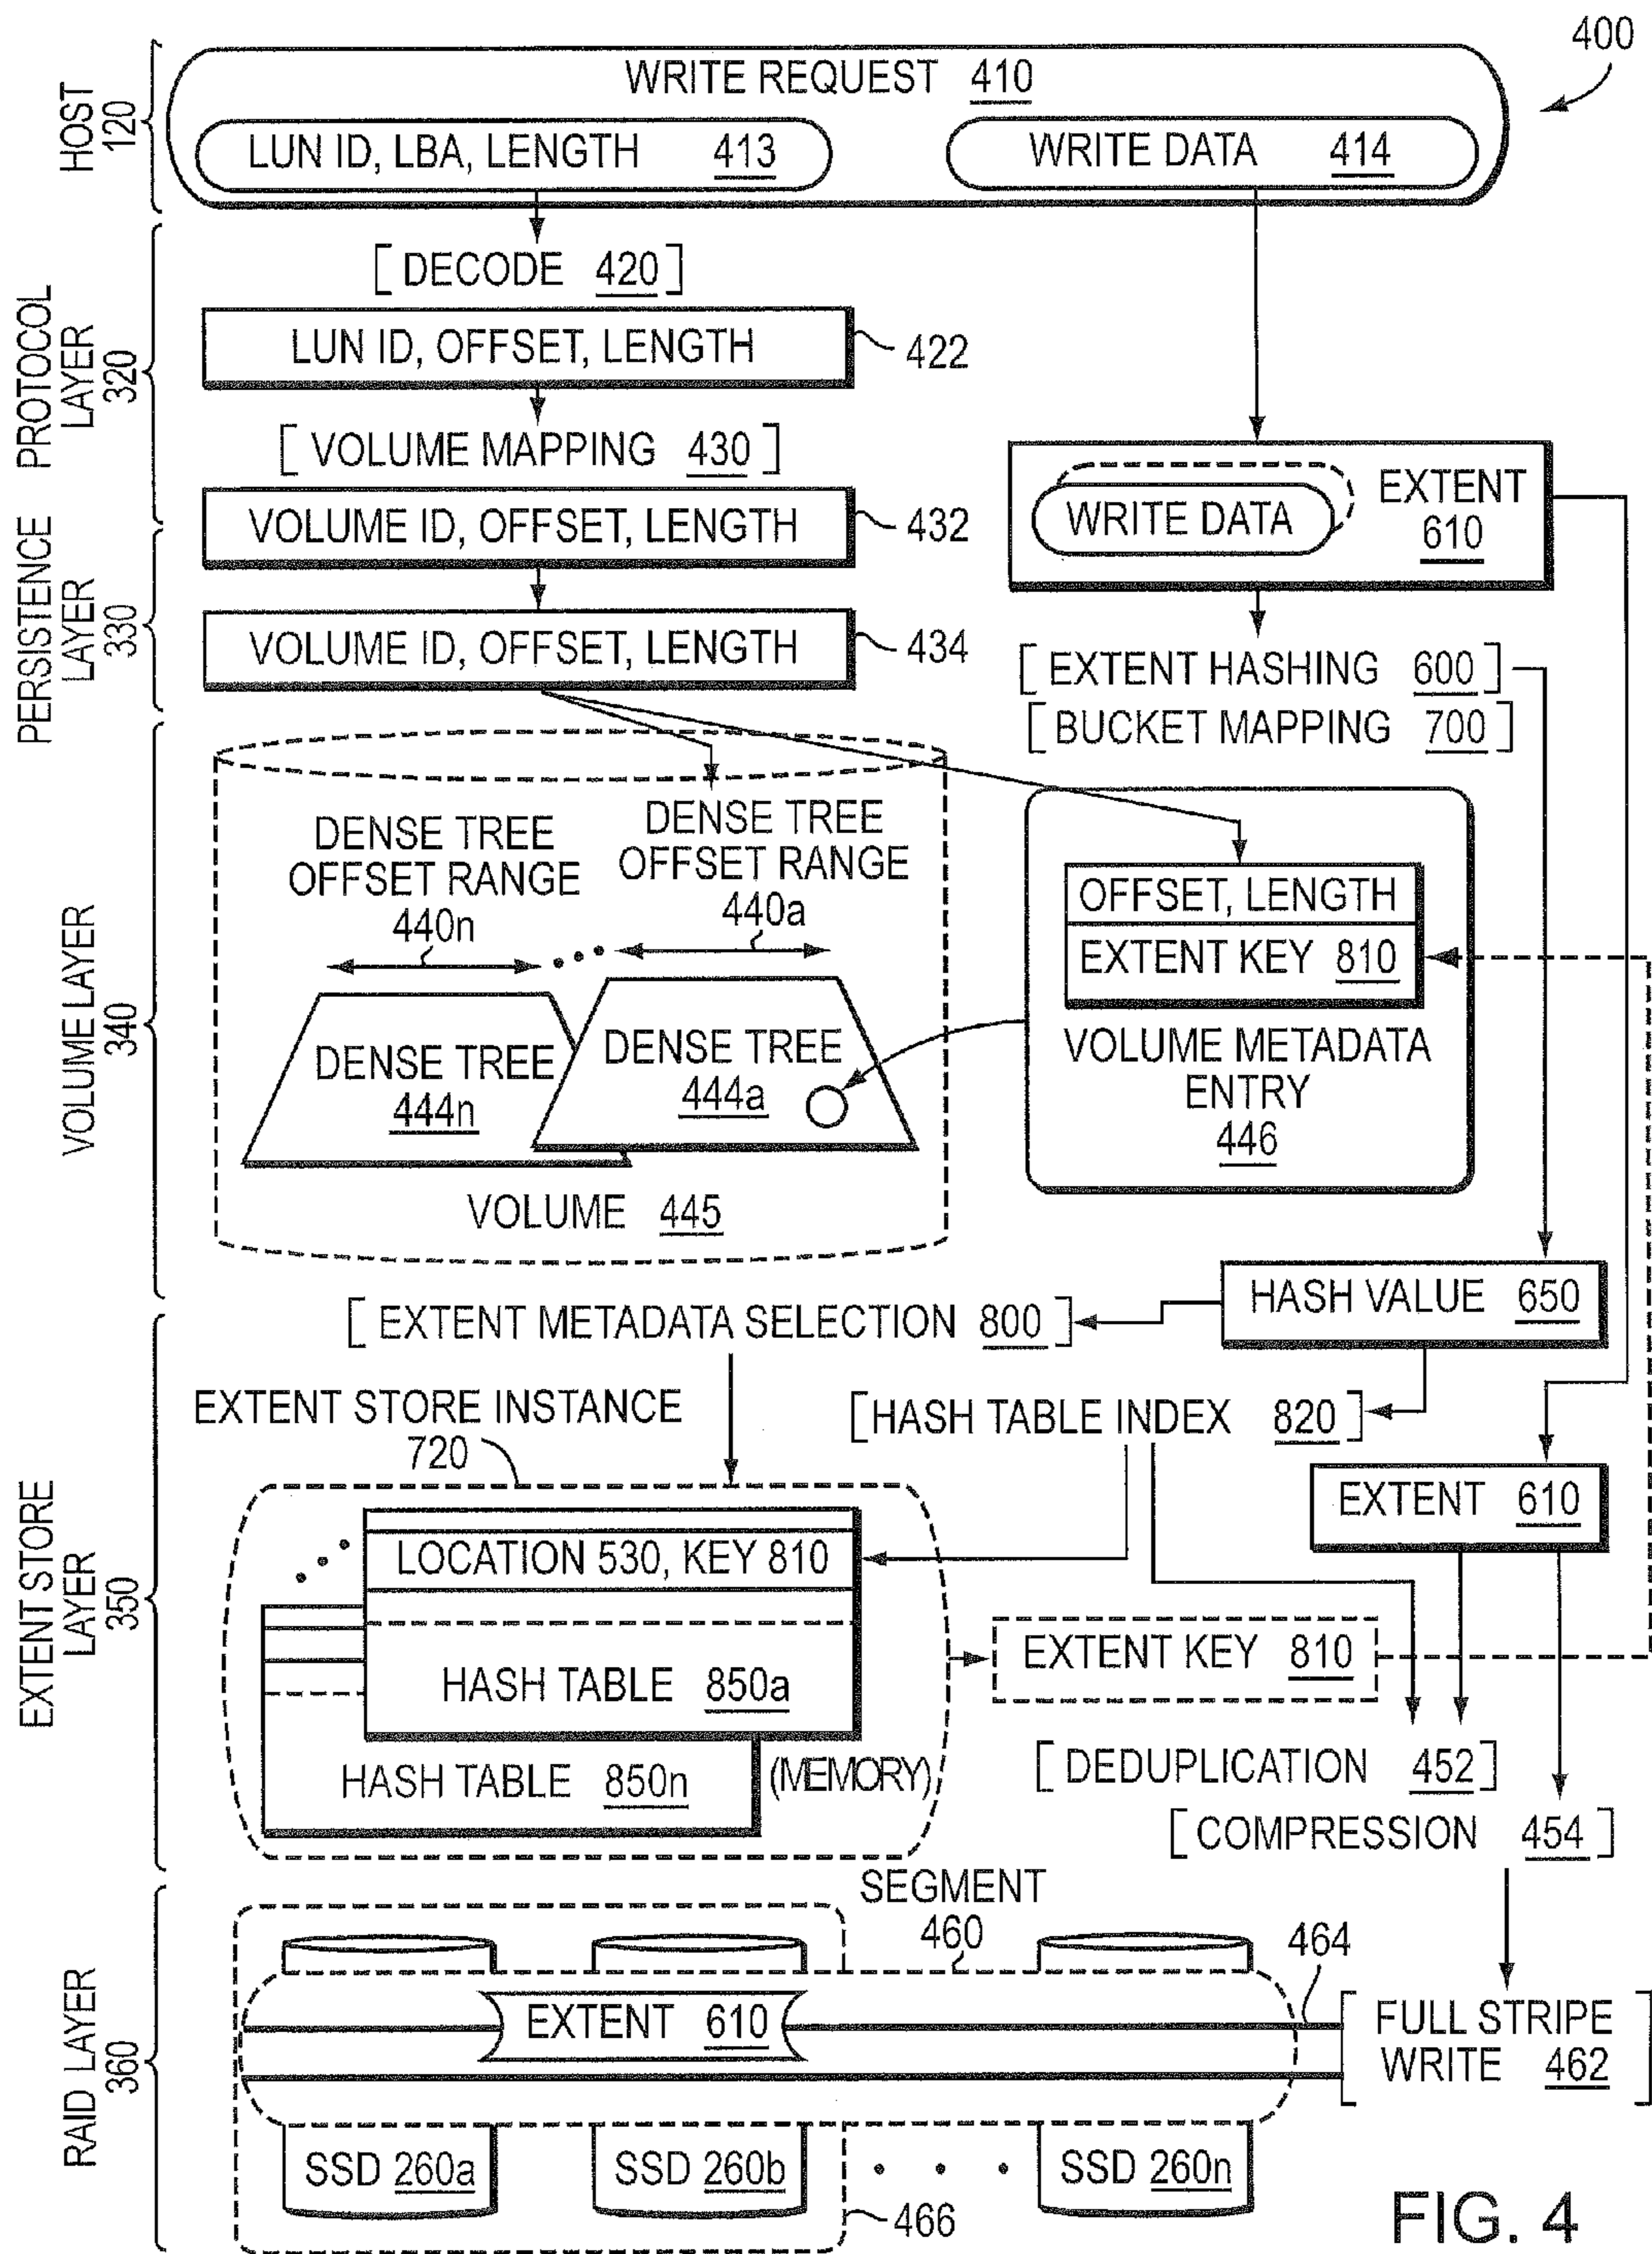 400
HOST
120
WRITE REQUEST 410
LUN ID, LBA, LENGTH 413
WRITE DATA 414
PROTOCOL
LAYER
320
[DECODE 420]
LUN ID, OFFSET, LENGTH
422
[VOLUME MAPPING 430]
VOLUME ID, OFFSET, LENGTH
432
WRITE DATA
EXTENT
610
PERSISTENCE
LAYER
330
VOLUME ID, OFFSET, LENGTH
434
[EXTENT HASHING 600]
[BUCKET MAPPING 700]
VOLUME LAYER
340
DENSE TREE
OFFSET RANGE
440n
DENSE TREE
OFFSET RANGE
440a
DENSE TREE
444n
DENSE TREE
444a
VOLUME 445
OFFSET, LENGTH
EXTENT KEY 810
VOLUME METADATA
ENTRY
446
HASH VALUE 650
EXTENT STORE
LAYER
350
[EXTENT METADATA SELECTION 800]
EXTENT STORE INSTANCE
720
[HASH TABLE INDEX 820]
EXTENT 610
LOCATION 530, KEY 810
HASH TABLE 850a
HASH TABLE 850n
(MEMORY)
EXTENT KEY 810
[DEDUPLICATION 452]
[COMPRESSION 454]
RAID LAYER
360
SEGMENT
460
464
EXTENT 610
[FULL STRIPE
WRITE 462]
SSD 260a
SSD 260b
• • •
SSD 260n
466
FIG. 4